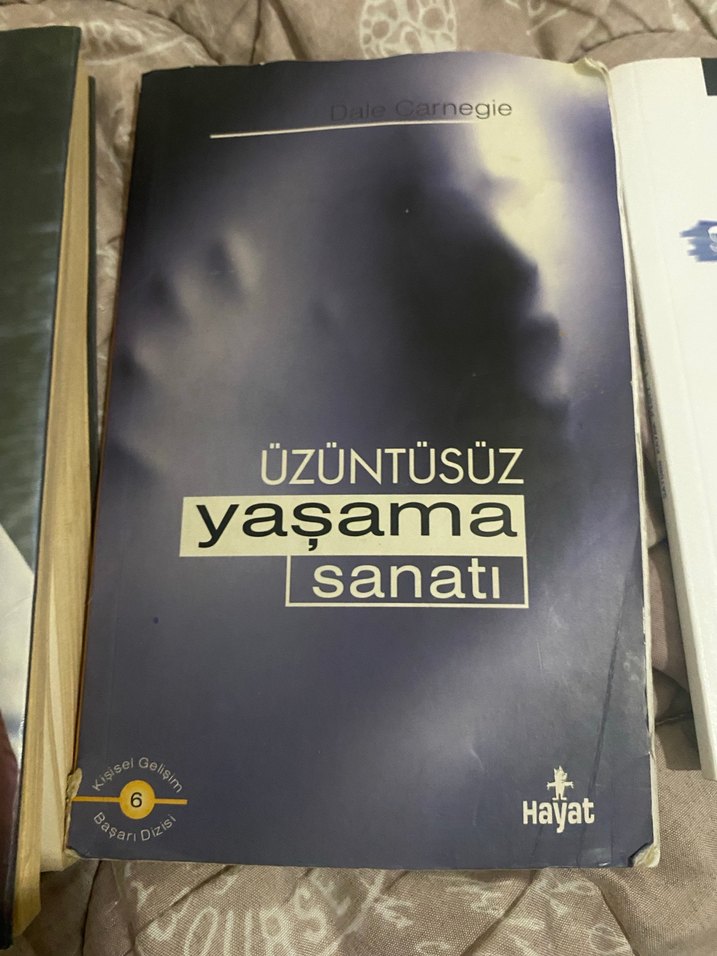 Dale Carnegie
ÜZÜNTÜSÜZ
yaşama
sanatı
Kişisel Gelişim
6
Başarı Dizisi
Hayat